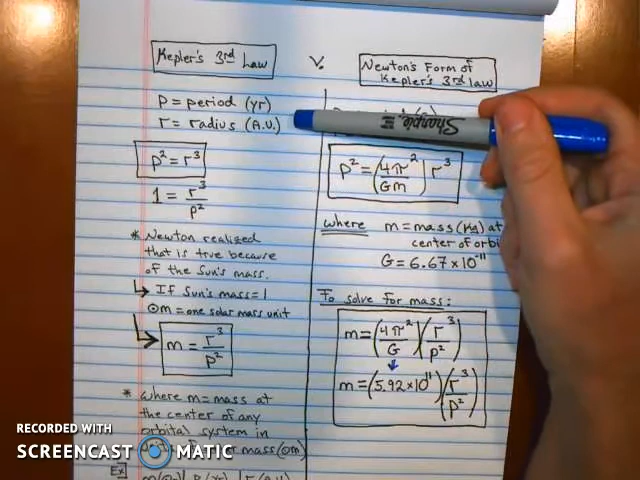 Kepler's 3rd Law
V.
Newton's Form of
Kepler's 3rd law
P = period (yr)
r = radius (A.U.)
P² = r³
1 = r³/P²
* Newton realized
that is true because
of the Sun's mass.
↳ If Sun's mass = 1
⊙m = one solar mass unit
m = r³/P²
* where m = mass at
the center of any
orbital system in
mass (⊙m)
Ex
Sharpie
P² = (4π²/Gm) r³
where m = mass (kg) at
center of
G = 6.67×10⁻¹¹
To solve for mass:
m = (4π²/G)(r³/P²)
m = (5.92×10¹¹)(r³/P²)
RECORDED WITH
SCREENCAST MATIC